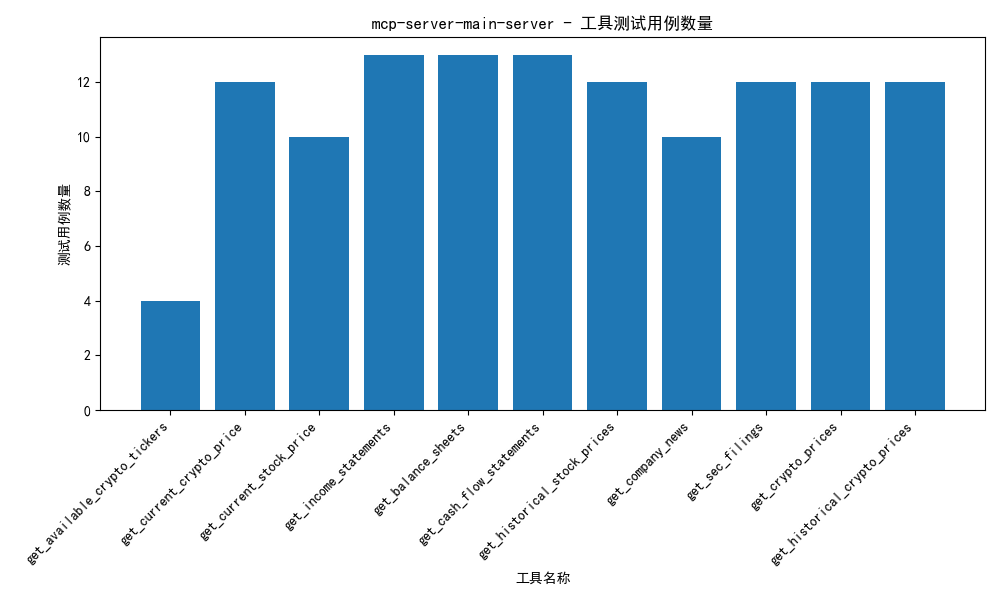 mcp-server-main-server - 工具测试用例数量
测试用例数量
12
10
8
6
4
2
0
get_available_crypto_tickers
get_current_crypto_price
get_current_stock_price
get_income_statements
get_balance_sheets
get_cash_flow_statements
get_historical_stock_prices
get_company_news
get_sec_filings
get_crypto_prices
get_historical_crypto_prices
工具名称